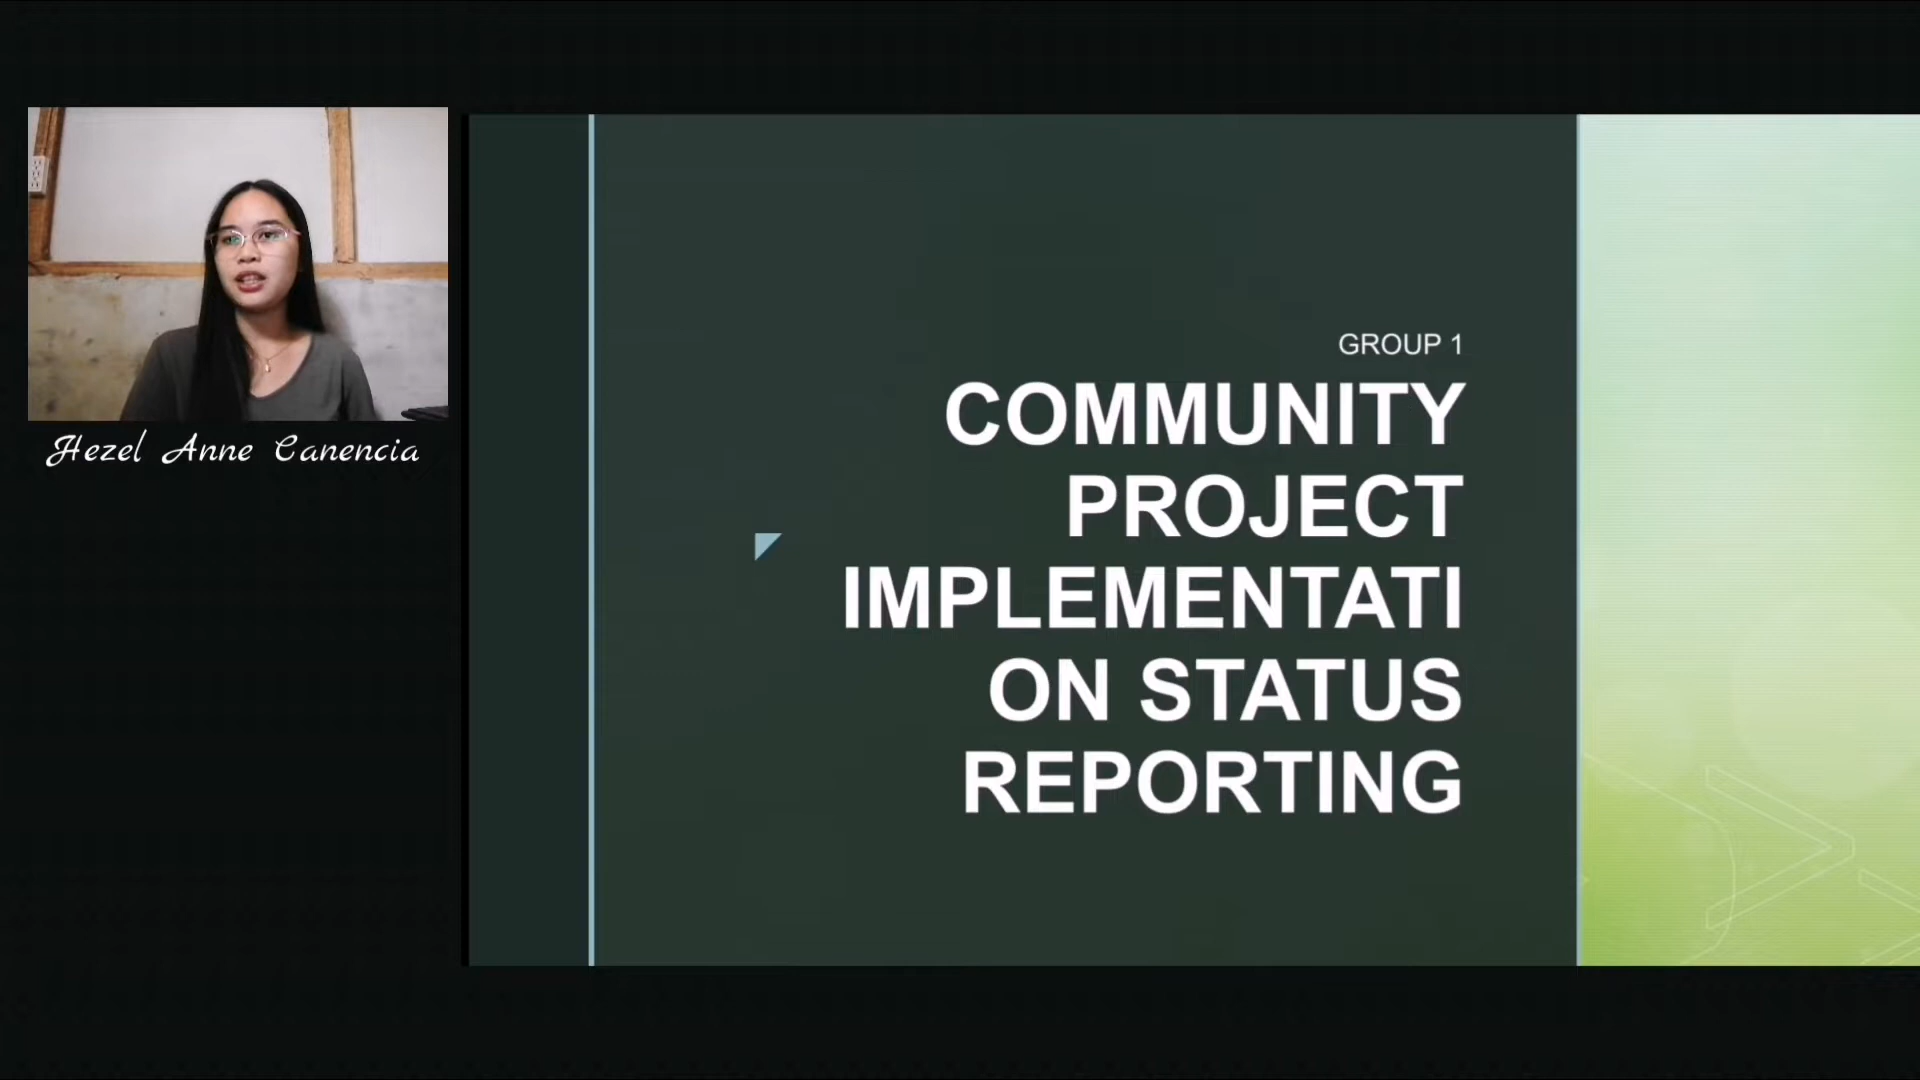 Hezel Anne Canencia
GROUP 1
COMMUNITY
PROJECT
IMPLEMENTATI
ON STATUS
REPORTING